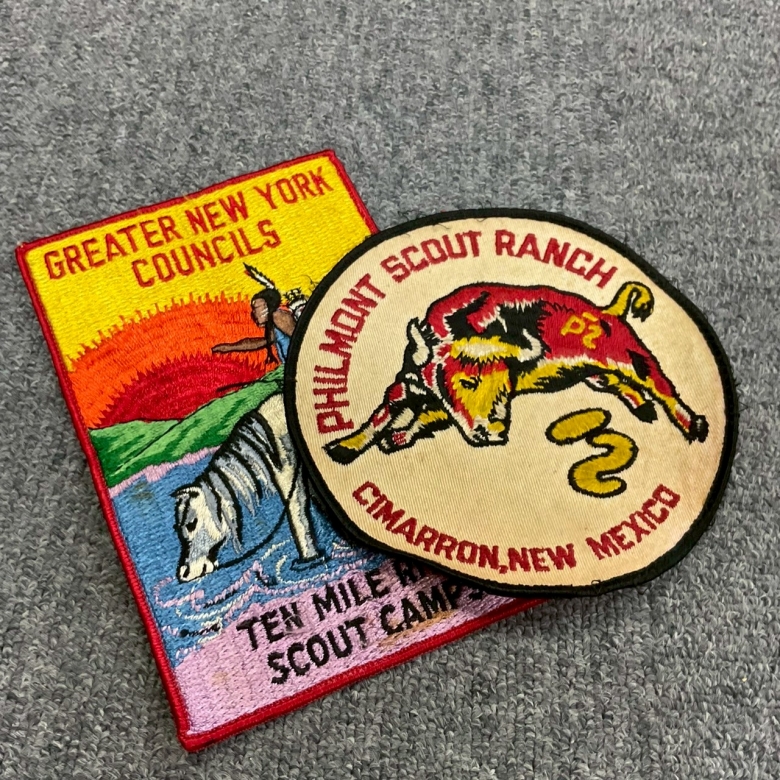 GREATER NEW YORK
COUNCILS
TEN MILE
SCOUT CAMPS
PHILMONT SCOUT RANCH
CIMARRON, NEW MEXICO